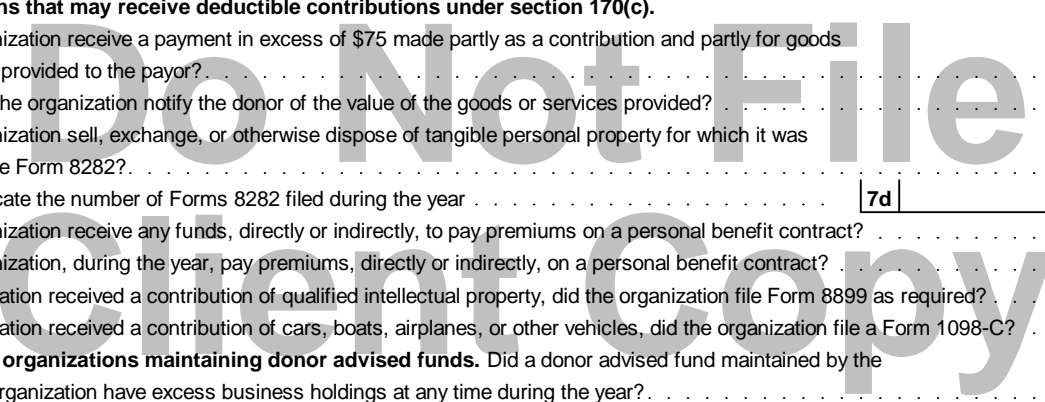 ns that may receive deductible contributions under section 170(c).
nization receive a payment in excess of $75 made partly as a contribution and partly for goods
provided to the payor? . . . . . . . . . . . . . . . . . . . . . . . . . . . . . . . . .
he organization notify the donor of the value of the goods or services provided? . . . . . . . . . . . . .
nization sell, exchange, or otherwise dispose of tangible personal property for which it was
e Form 8282? . . . . . . . . . . . . . . . . . . . . . . . . . . . . . . . . . . . .
cate the number of Forms 8282 filed during the year . . . . . . . . . . . . . . . 7d
nization receive any funds, directly or indirectly, to pay premiums on a personal benefit contract? . . . . . . .
nization, during the year, pay premiums, directly or indirectly, on a personal benefit contract? . . . . . . . . .
ation received a contribution of qualified intellectual property, did the organization file Form 8899 as required? . . .
ation received a contribution of cars, boats, airplanes, or other vehicles, did the organization file a Form 1098-C? .
organizations maintaining donor advised funds. Did a donor advised fund maintained by the
rganization have excess business holdings at any time during the year? . . . . . . . . . . . . . . . .
Do Not File
Client Copy